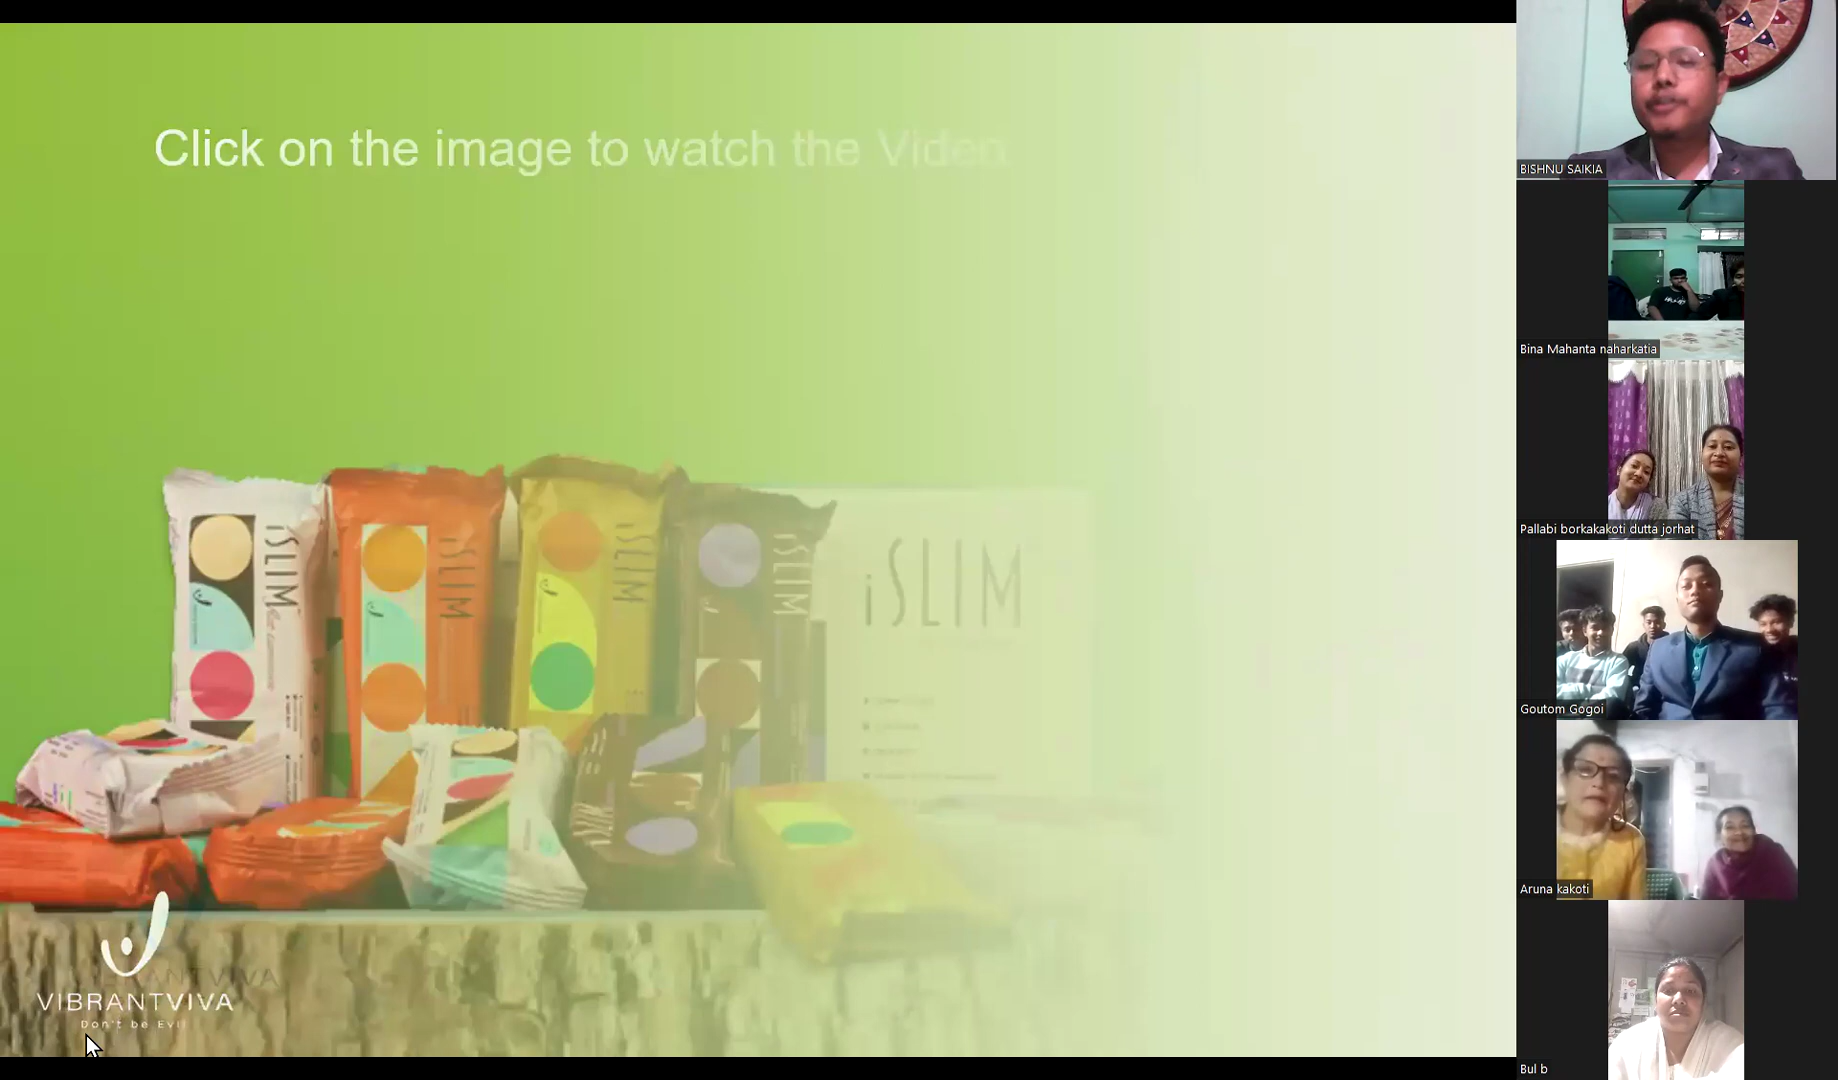 Click on the image to watch the Video
iSLIM
iSLIM
iSLIM
iSLIM
iSLIM
iSLIM
VIBRANTVIVA
Don't be Evil
BISHNU SAIKIA
Bina Mahanta naharkatia
Pallabi borkakakoti dutta jorhat
Goutom Gogoi
Aruna kakoti
Bul b